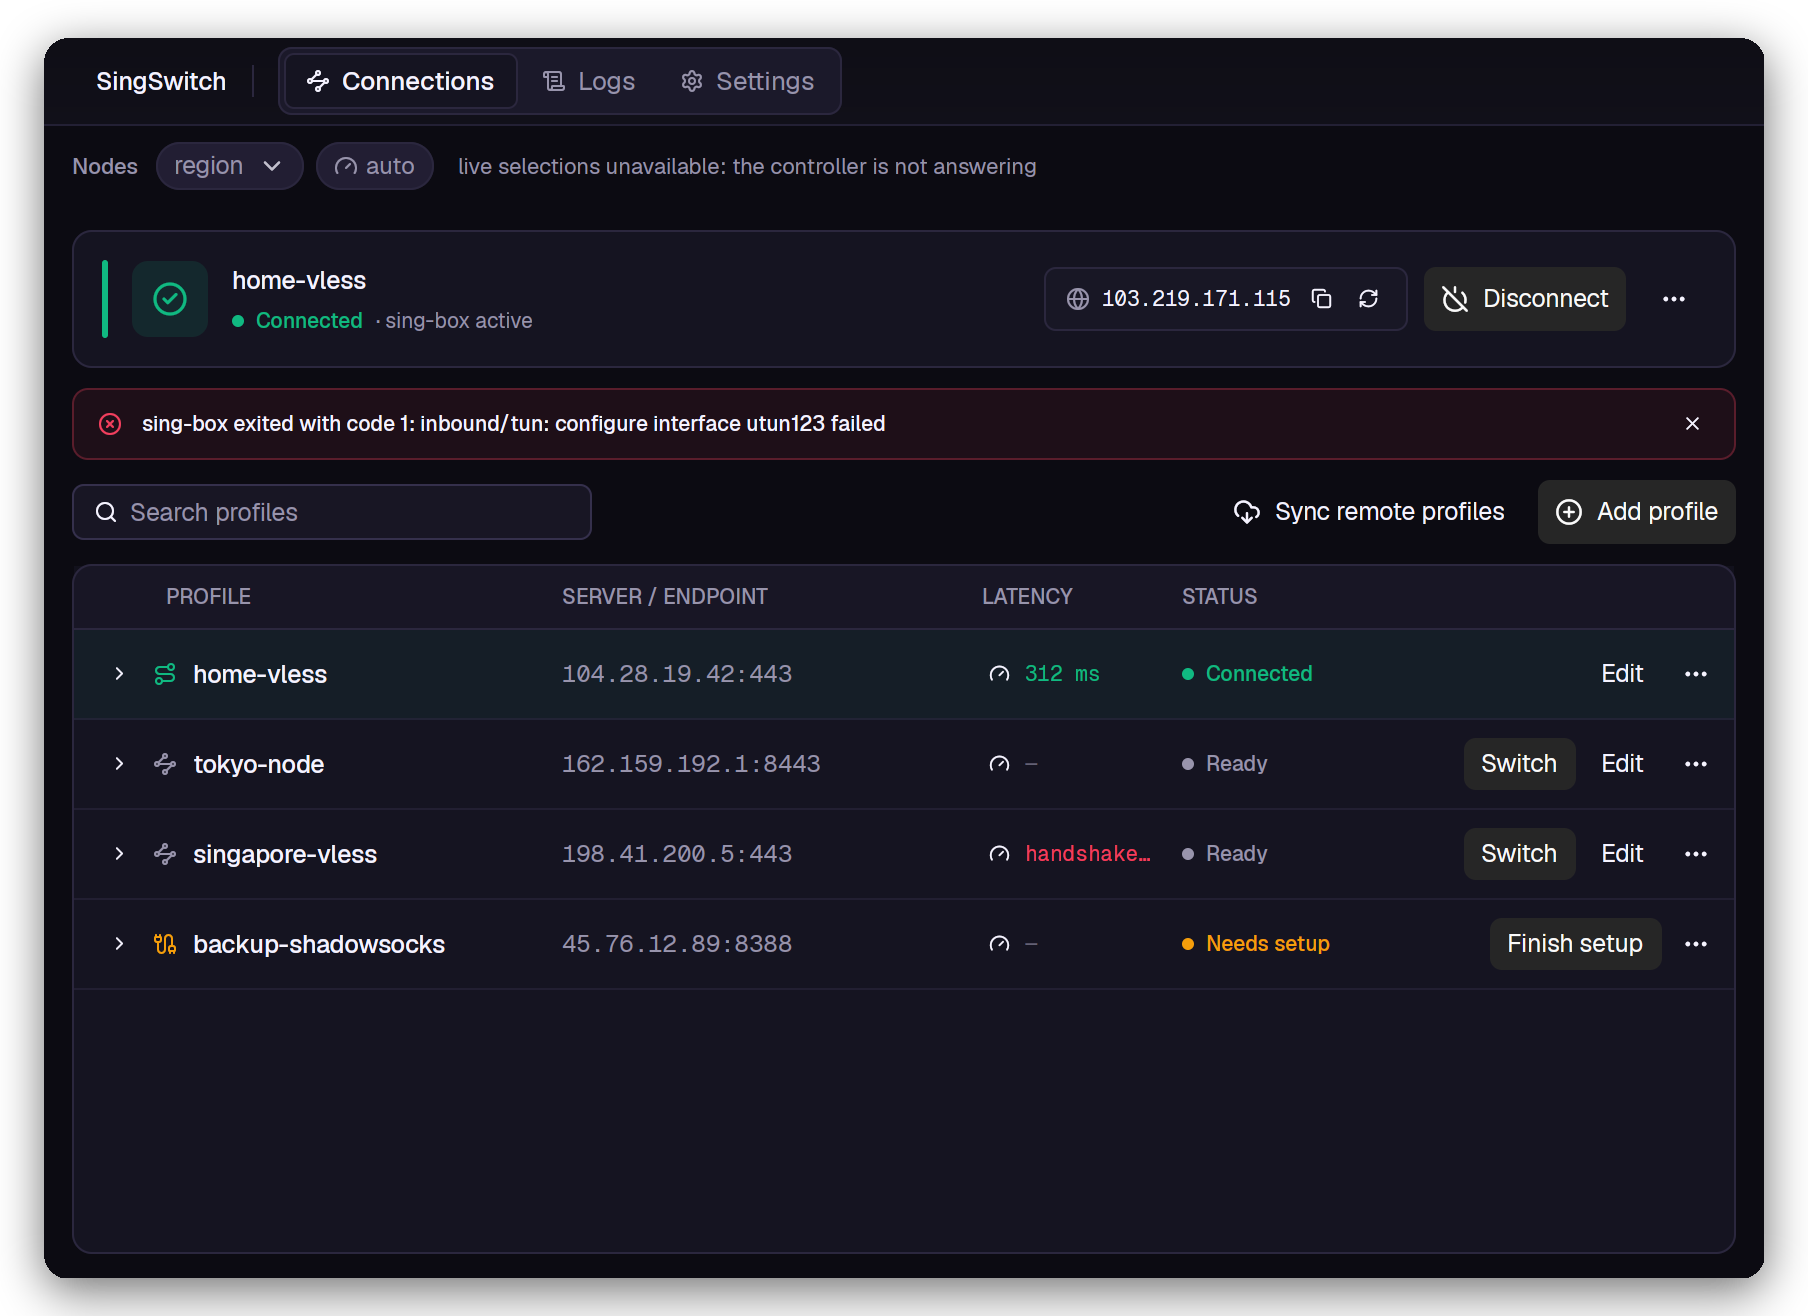 SingSwitch Connections Logs Settings
Nodes region auto live selections unavailable: the controller is not answering
home-vless
Connected · sing-box active
103.219.171.115 Disconnect
sing-box exited with code 1: inbound/tun: configure interface utun123 failed
Search profiles Sync remote profiles Add profile
PROFILE SERVER / ENDPOINT LATENCY STATUS
home-vless 104.28.19.42:443 312 ms Connected Edit
tokyo-node 162.159.192.1:8443 – Ready Switch Edit
singapore-vless 198.41.200.5:443 handshake… Ready Switch Edit
backup-shadowsocks 45.76.12.89:8388 – Needs setup Finish setup